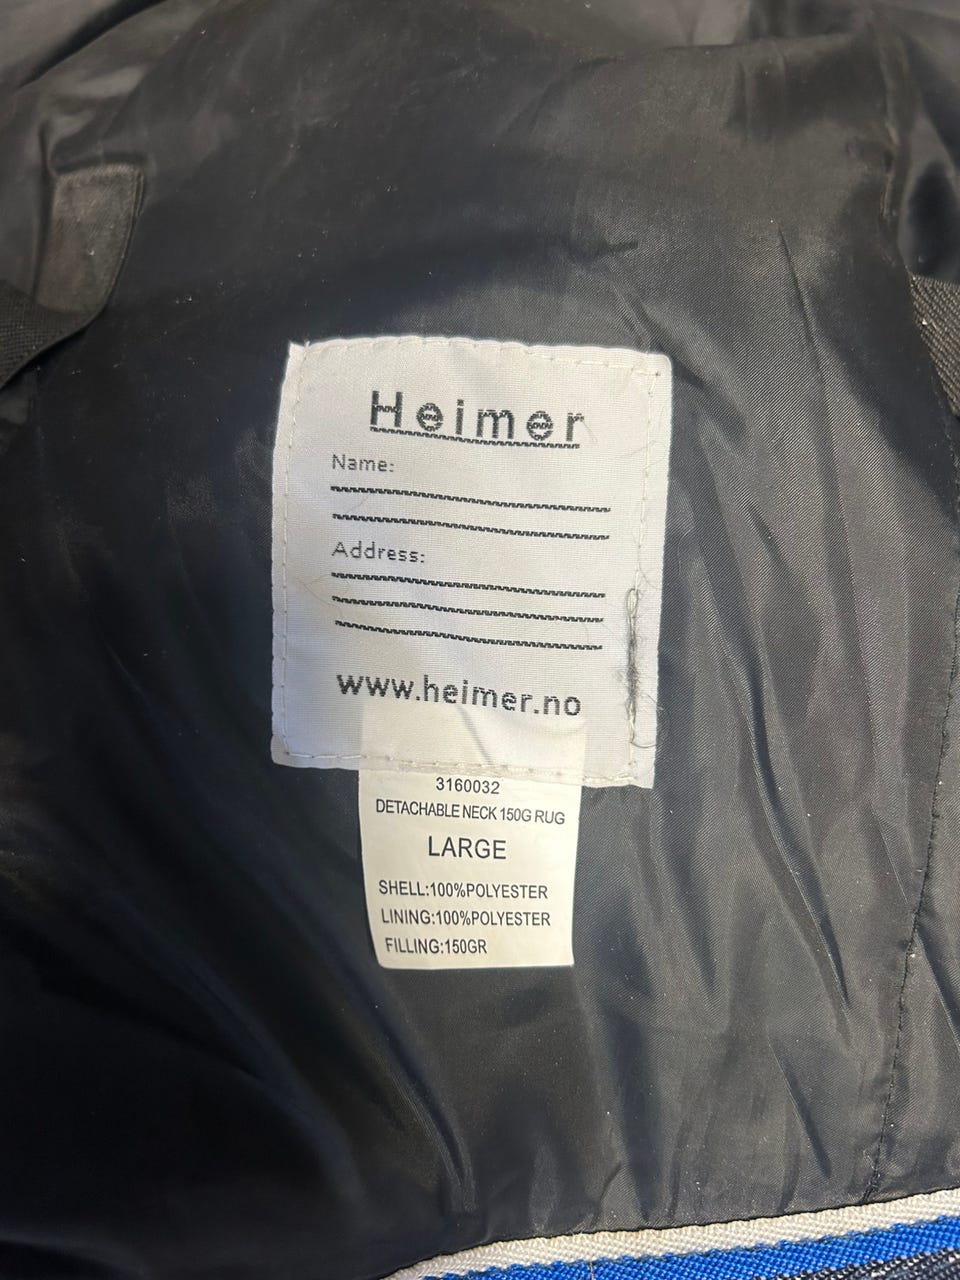 Heimer
Name:
Address:
www.heimer.no
3160032
DETACHABLE NECK 150G RUG
LARGE
SHELL:100%POLYESTER
LINING:100%POLYESTER
FILLING:150GR